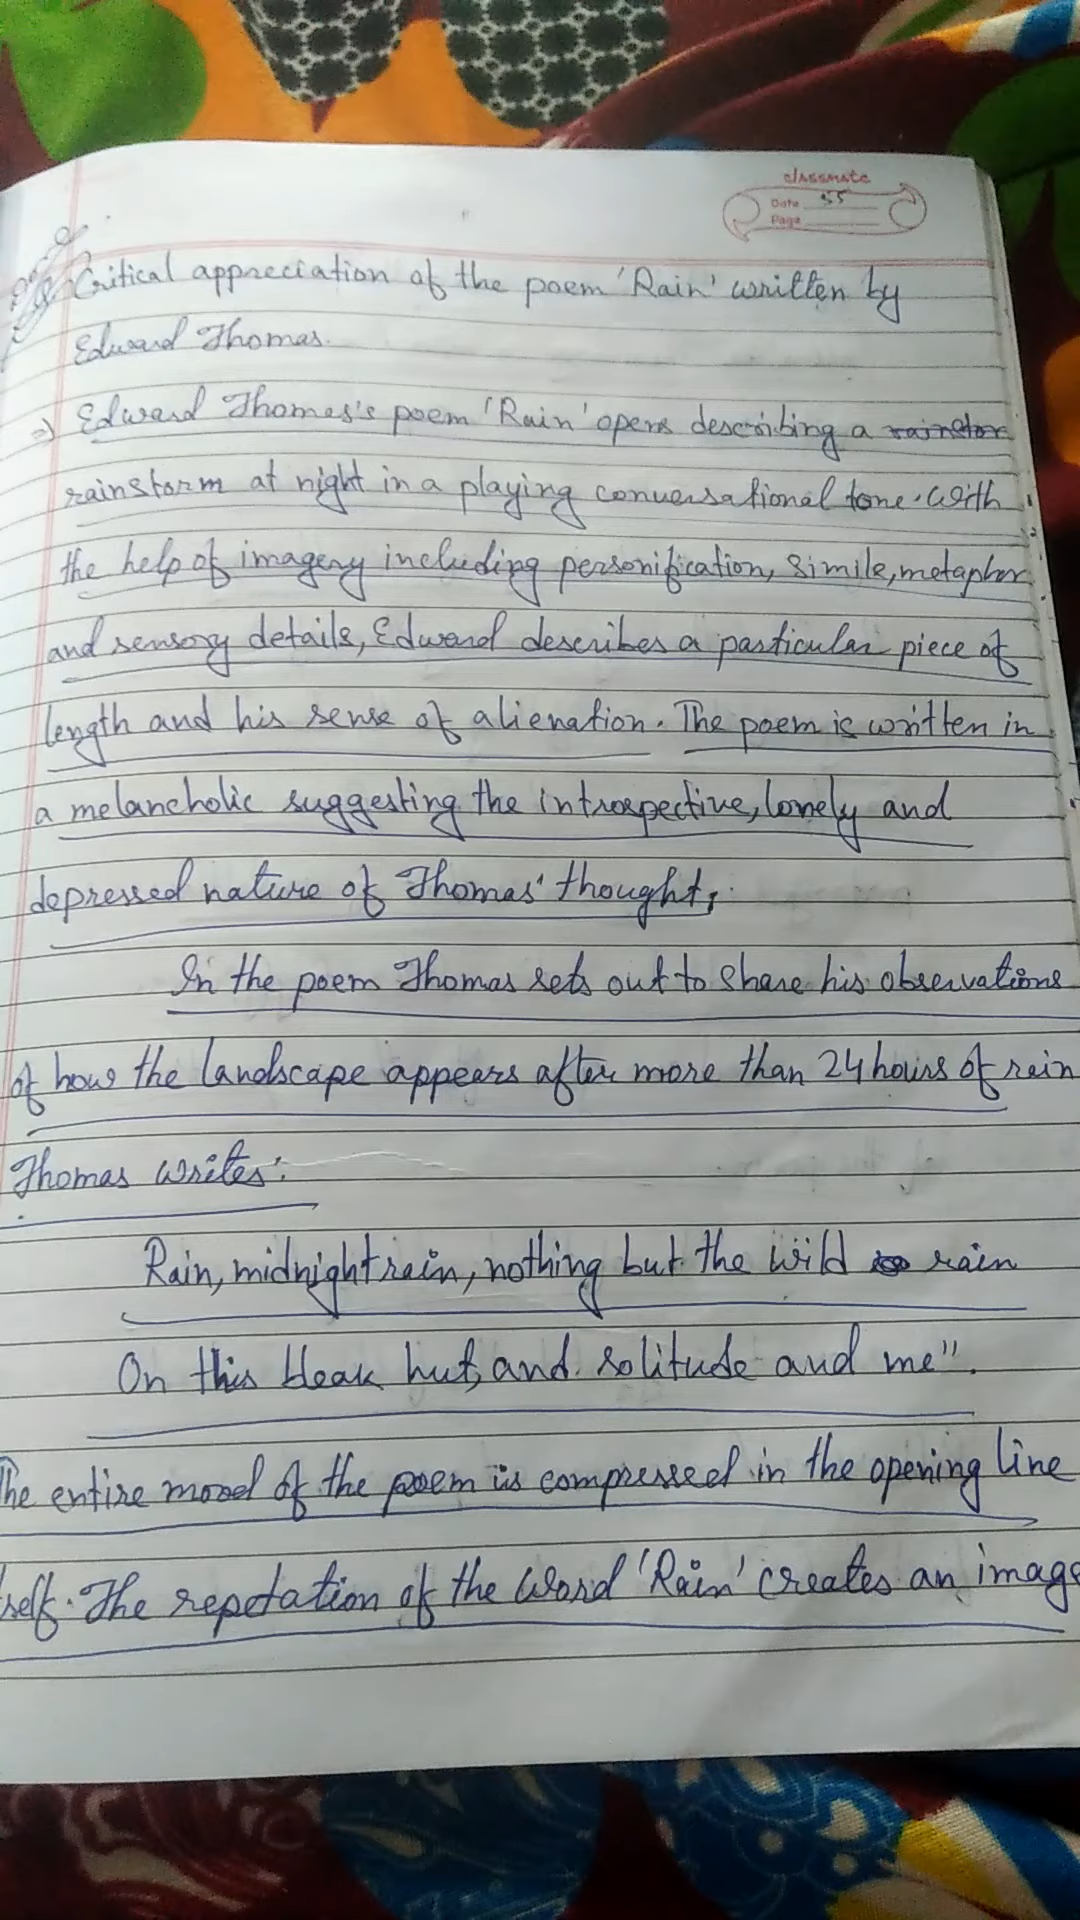 classmate
Date 55
Page
Critical appreciation of the poem 'Rain' written by
Edward Thomas.
⇒ Edward Thomas's poem 'Rain' opens describing a rainstor
rainstorm at night in a playing conversational tone. With
the help of imagery including personification, simile, metaphor
and sensory details, Edward describes a particular piece of
length and his sense of alienation. The poem is written in
a melancholic suggesting the introspective, lonely and
depressed nature of Thomas' thought,
In the poem Thomas sets out to share his observations
of how the landscape appears after more than 24 hours of rain
Thomas writes:
Rain, midnight rain, nothing but the wild rain
On this bleak hut, and solitude and me".
The entire mood of the poem is compressed in the opening line
self. The repetation of the word 'Rain' creates an image